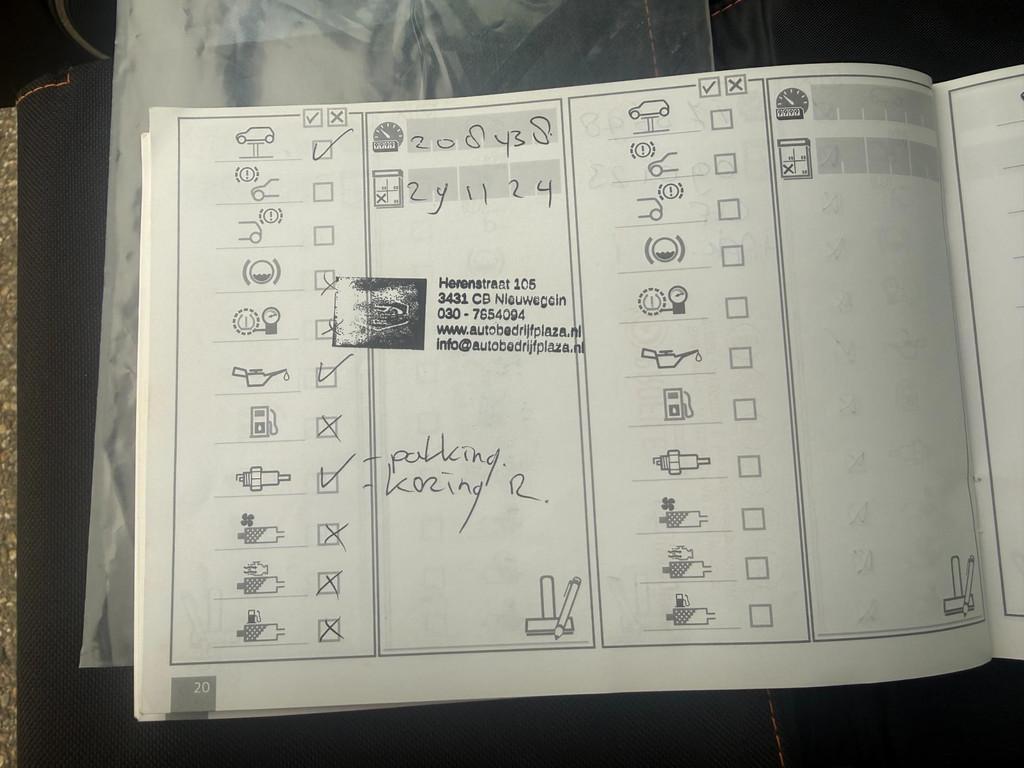 208438
24 11 24
Herenstraat 105
3431 CB Nieuwegein
030 - 7654094
www.autobedrijfplaza.nl
info@autobedrijfplaza.nl
- pakking.
- kering R.
20